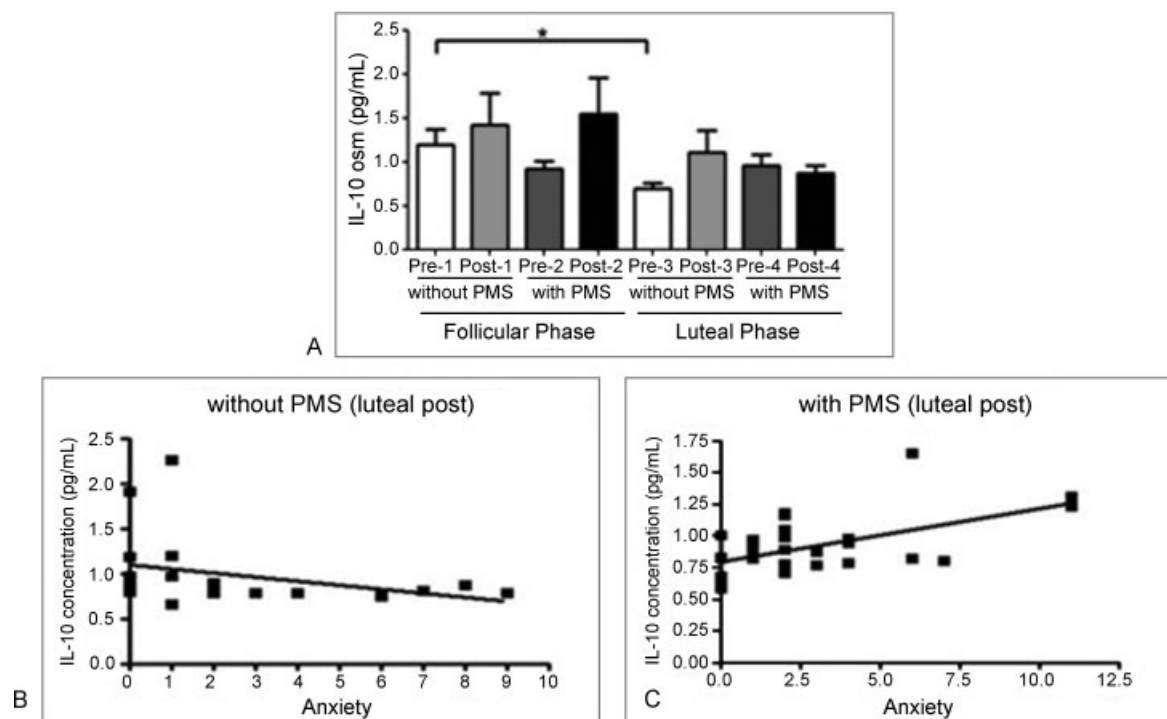 2.5
2.0
1.5
1.0
0.5
0.0
IL-10 osm (pg/mL)
*
Pre-1 Post-1 Pre-2 Post-2 Pre-3 Post-3 Pre-4 Post-4
without PMS with PMS without PMS with PMS
Follicular Phase Luteal Phase
A
without PMS (luteal post)
IL-10 concentration (pg/mL)
2.5
2.0
1.5
1.0
0.5
0.0
0 1 2 3 4 5 6 7 8 9 10
Anxiety
B
with PMS (luteal post)
IL-10 concentration (pg/mL)
1.75
1.50
1.25
1.00
0.75
0.50
0.25
0.00
0.0 2.5 5.0 7.5 10.0 12.5
Anxiety
C